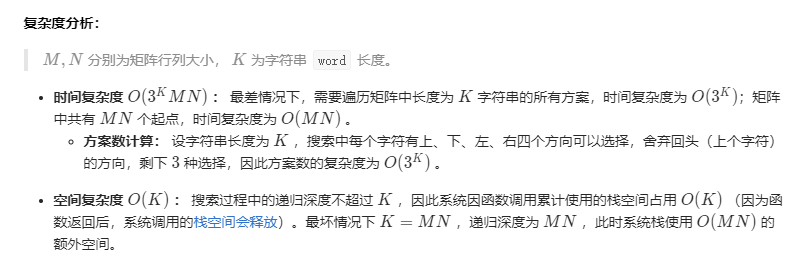 复杂度分析：
M, N 分别为矩阵行列大小， K 为字符串 word 长度。
• 时间复杂度 O(3^K MN) ： 最差情况下，需要遍历矩阵中长度为 K 字符串的所有方案，时间复杂度为 O(3^K)；矩阵
中共有 MN 个起点，时间复杂度为 O(MN) 。
◦ 方案数计算： 设字符串长度为 K ，搜索中每个字符有上、下、左、右四个方向可以选择，舍弃回头（上个字符）
的方向，剩下 3 种选择，因此方案数的复杂度为 O(3^K) 。
• 空间复杂度 O(K) ： 搜索过程中的递归深度不超过 K ，因此系统因函数调用累计使用的栈空间占用 O(K) （因为函
数返回后，系统调用的栈空间会释放）。最坏情况下 K = MN ，递归深度为 MN ，此时系统栈使用 O(MN) 的
额外空间。